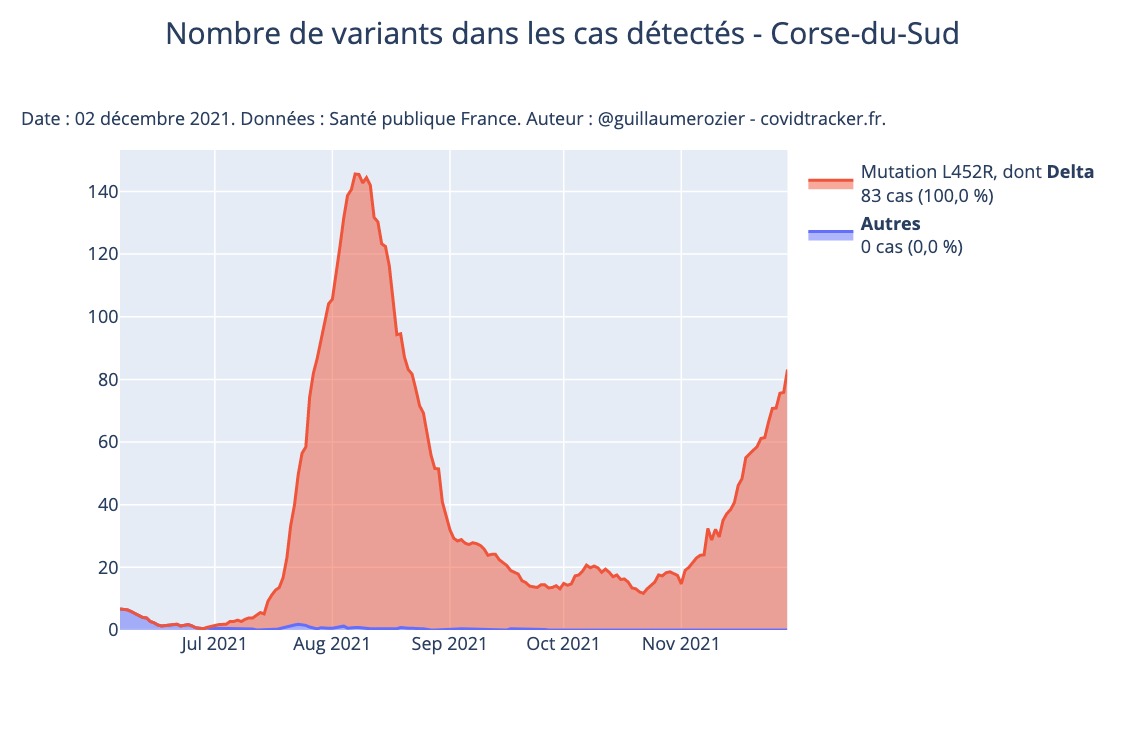 Nombre de variants dans les cas détectés - Corse-du-Sud
Date : 02 décembre 2021. Données : Santé publique France. Auteur : @guillaumerozier - covidtracker.fr.
Mutation L452R, dont Delta
83 cas (100,0 %)
Autres
0 cas (0,0 %)
140
120
100
80
60
40
20
0
Jul 2021
Aug 2021
Sep 2021
Oct 2021
Nov 2021